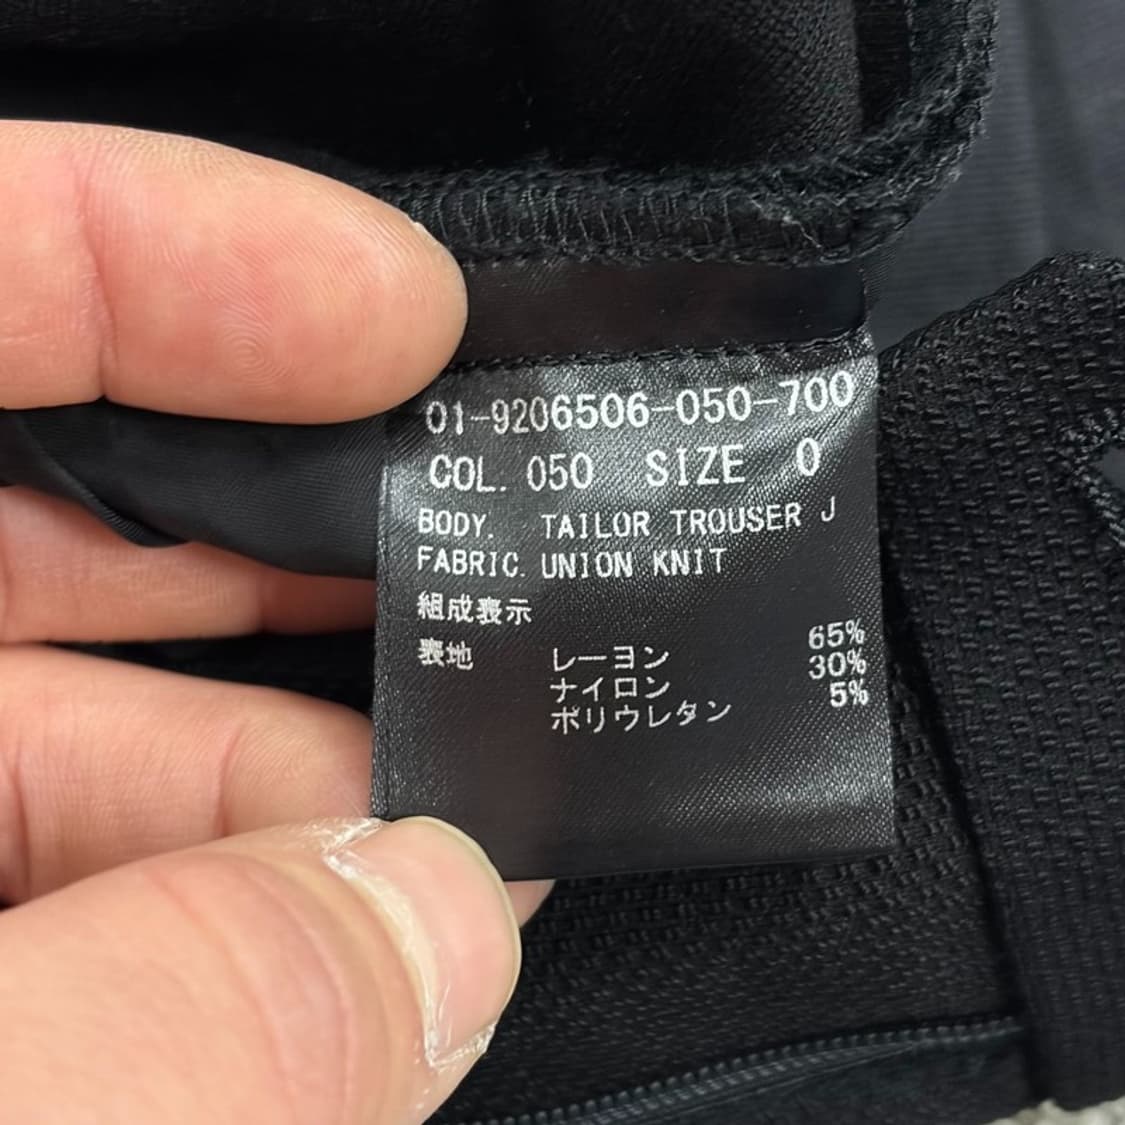 01-9206506-050-700
COL. 050 SIZE 0
BODY. TAILOR TROUSER J
FABRIC. UNION KNIT
組成表示
表地 レーヨン 65%
ナイロン 30%
ポリウレタン 5%